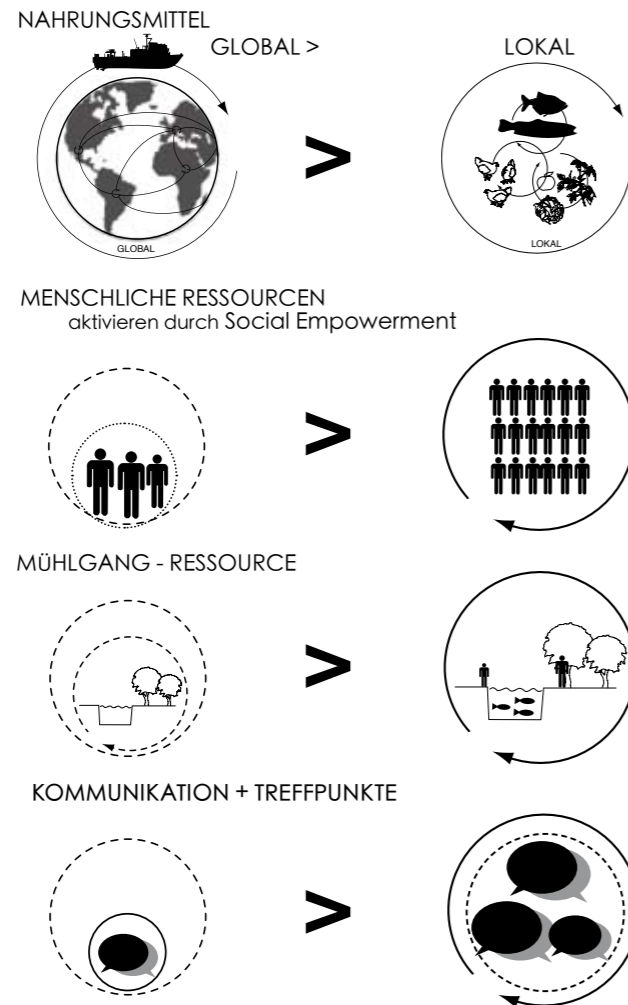 NAHRUNGSMITTEL
GLOBAL >
LOKAL
>
GLOBAL
LOKAL
MENSCHLICHE RESSOURCEN
aktivieren durch Social Empowerment
>
MüHLGANG - RESSOURCE
>
KOMMUNIKATION + TREFFPUNKTE
>